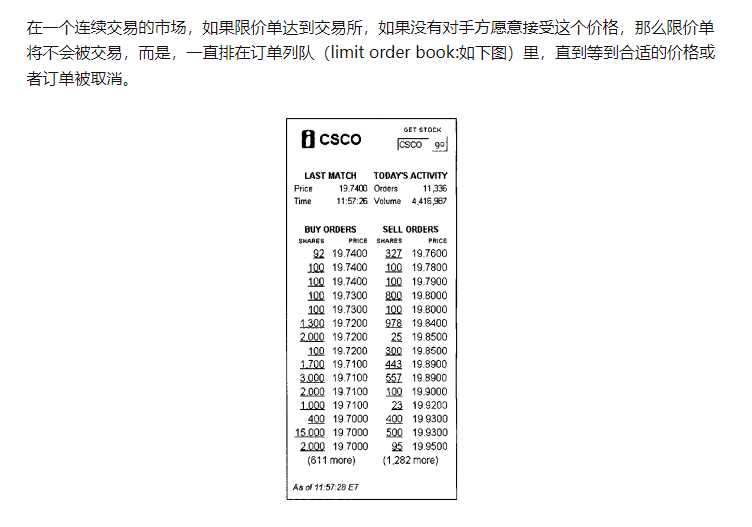 在一个连续交易的市场，如果限价单达到交易所，如果没有对手方愿意接受这个价格，那么限价单
将不会被交易，而是，一直排在订单列队（limit order book:如下图）里，直到等到合适的价格或
者订单被取消。
GET STOCK
i CSCO CSCO go
LAST MATCH TODAY'S ACTIVITY
Price 19.7400 Orders 11,336
Time 11:57:26 Volume 4,416,987
BUY ORDERS SELL ORDERS
SHARES PRICE SHARES PRICE
92 19.7400 327 19.7600
100 19.7400 100 19.7800
100 19.7400 100 19.7900
100 19.7300 800 19.8000
100 19.7300 100 19.8000
1,300 19.7200 978 19.8400
2,000 19.7200 25 19.8500
100 19.7200 300 19.8500
1,700 19.7100 443 19.8900
3,000 19.7100 557 19.8900
2,000 19.7100 100 19.9000
1,000 19.7100 23 19.9200
400 19.7000 400 19.9300
15,000 19.7000 500 19.9300
2,000 19.7000 95 19.9500
(611 more) (1,282 more)
As of 11:57:28 ET